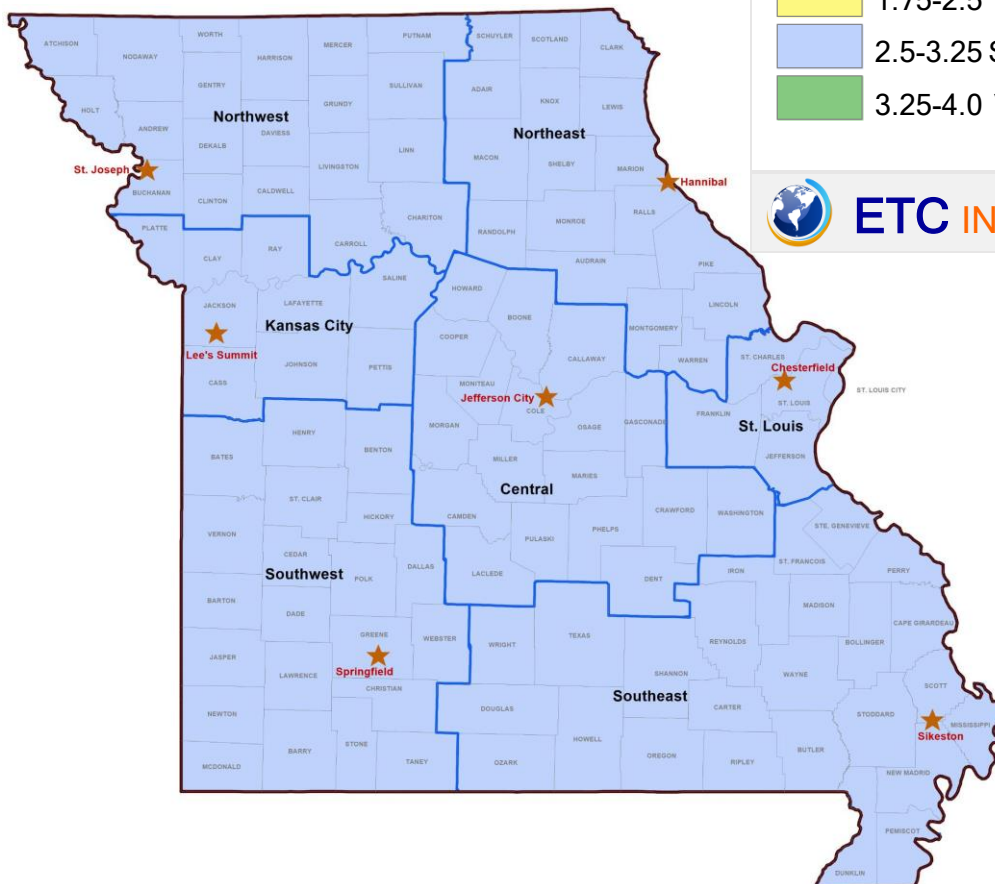 1.75-2.5
2.5-3.25 S
3.25-4.0
ETC IN
WORTH
PUTNAM
SCHUYLER
SCOTLAND
ATCHISON
NODAWAY
HARRISON
MERCER
CLARK
GENTRY
SULLIVAN
ADAIR
HOLT
GRUNDY
KNOX
LEWIS
Northwest
ANDREW
DAVIESS
Northeast
DEKALB
LINN
MACON
SHELBY
MARION
St. Joseph
LIVINGSTON
Hannibal
BUCHANAN
CLINTON
CALDWELL
CHARITON
RALLS
PLATTE
RANDOLPH
MONROE
CLAY
RAY
CARROLL
AUDRAIN
PIKE
SALINE
HOWARD
JACKSON
LAFAYETTE
BOONE
LINCOLN
Kansas City
MONTGOMERY
COOPER
Lee's Summit
CALLAWAY
ST. CHARLES
JOHNSON
PETTIS
WARREN
Chesterfield
CASS
MONITEAU
ST. LOUIS CITY
Jefferson City
COLE
ST. LOUIS
FRANKLIN
MORGAN
OSAGE
GASCONADE
St. Louis
HENRY
BENTON
BATES
MILLER
JEFFERSON
MARIES
Central
ST. CLAIR
CRAWFORD
WASHINGTON
HICKORY
CAMDEN
PHELPS
STE. GENEVIEVE
VERNON
PULASKI
CEDAR
ST. FRANCOIS
Southwest
POLK
DALLAS
LACLEDE
DENT
IRON
PERRY
BARTON
DADE
MADISON
CAPE GIRARDEAU
GREENE
WEBSTER
WRIGHT
TEXAS
REYNOLDS
BOLLINGER
JASPER
Springfield
LAWRENCE
CHRISTIAN
SHANNON
WAYNE
SCOTT
Southeast
NEWTON
DOUGLAS
CARTER
STODDARD
MISSISSIPPI
Sikeston
STONE
HOWELL
BARRY
BUTLER
MCDONALD
TANEY
OZARK
OREGON
RIPLEY
NEW MADRID
PEMISCOT
DUNKLIN